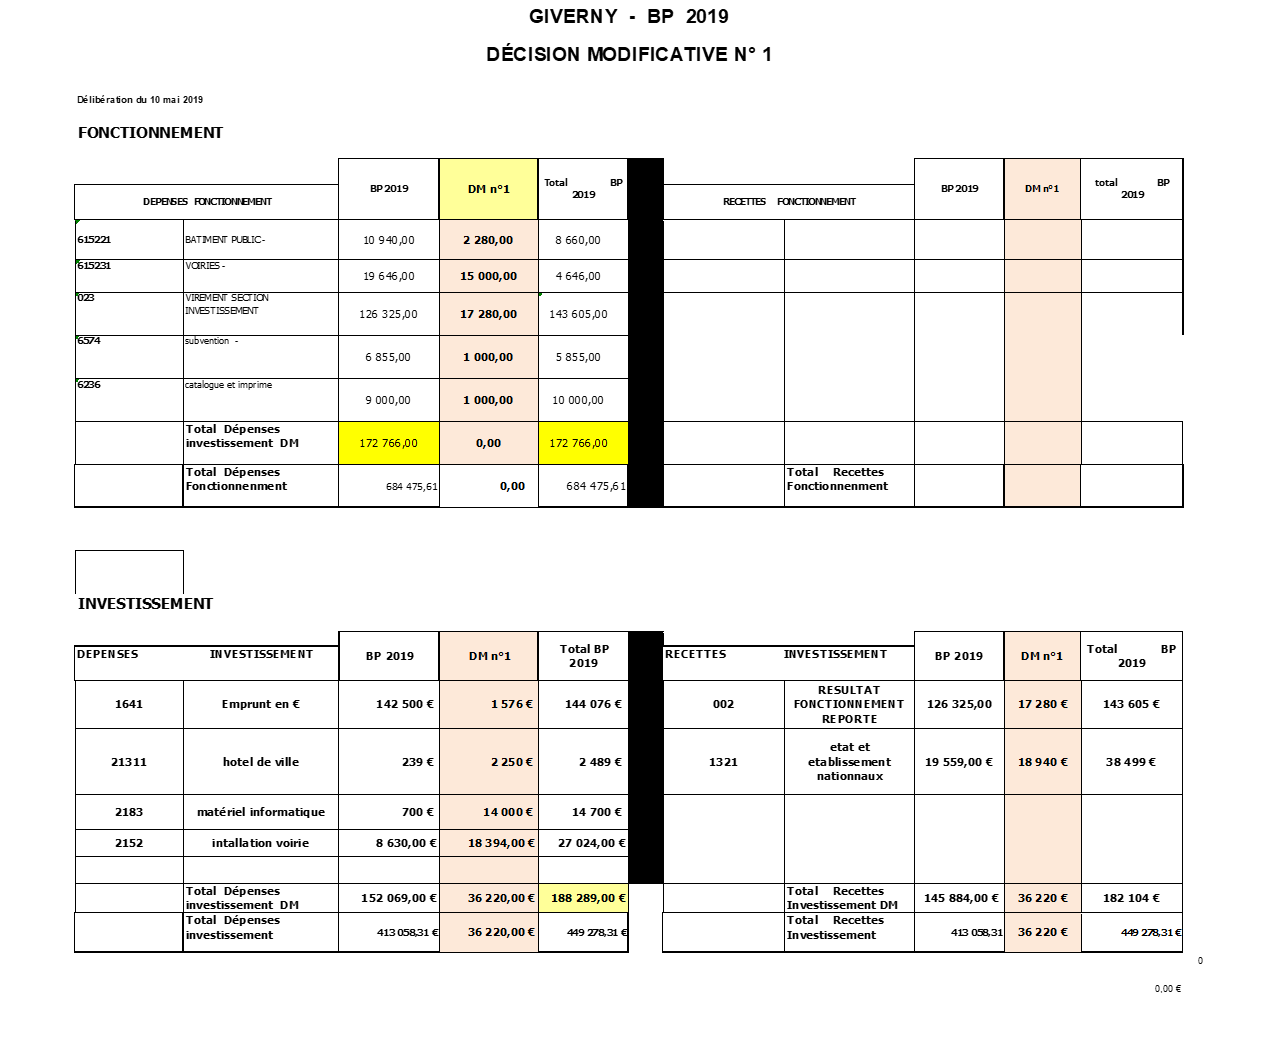 GIVERNY - BP 2019
DÉCISION MODIFICATIVE N° 1
Délibération du 10 mai 2019
FONCTIONNEMENT
DEPENSES FONCTIONNEMENT BP 2019 DM n°1 Total BP 2019 RECETTES FONCTIONNEMENT BP 2019 DM n°1 total BP 2019
615221 BATIMENT PUBLIC- 10 940,00 2 280,00 8 660,00
615231 VOIRIES - 19 646,00 15 000,00 4 646,00
023 VIREMENT SECTION INVESTISSEMENT 126 325,00 17 280,00 143 605,00
6574 subvention - 6 855,00 1 000,00 5 855,00
6236 catalogue et imprime 9 000,00 1 000,00 10 000,00
Total Dépenses investissement DM 172 766,00 0,00 172 766,00
Total Dépenses Fonctionnenment 684 475,61 0,00 684 475,61 Total Recettes Fonctionnenment
INVESTISSEMENT
DEPENSES INVESTISSEMENT BP 2019 DM n°1 Total BP 2019 RECETTES INVESTISSEMENT BP 2019 DM n°1 Total BP 2019
1641 Emprunt en € 142 500 € 1 576 € 144 076 € 002 RESULTAT FONCTIONNEMENT REPORTE 126 325,00 17 280 € 143 605 €
21311 hotel de ville 239 € 2 250 € 2 489 € 1321 etat et etablissement nationnaux 19 559,00 € 18 940 € 38 499 €
2183 matériel informatique 700 € 14 000 € 14 700 €
2152 intallation voirie 8 630,00 € 18 394,00 € 27 024,00 €
Total Dépenses investissement DM 152 069,00 € 36 220,00 € 188 289,00 € Total Recettes Investissement DM 145 884,00 € 36 220 € 182 104 €
Total Dépenses investissement 413 058,31 € 36 220,00 € 449 278,31 € Total Recettes Investissement 413 058,31 36 220 € 449 278,31 €
0
0,00 €